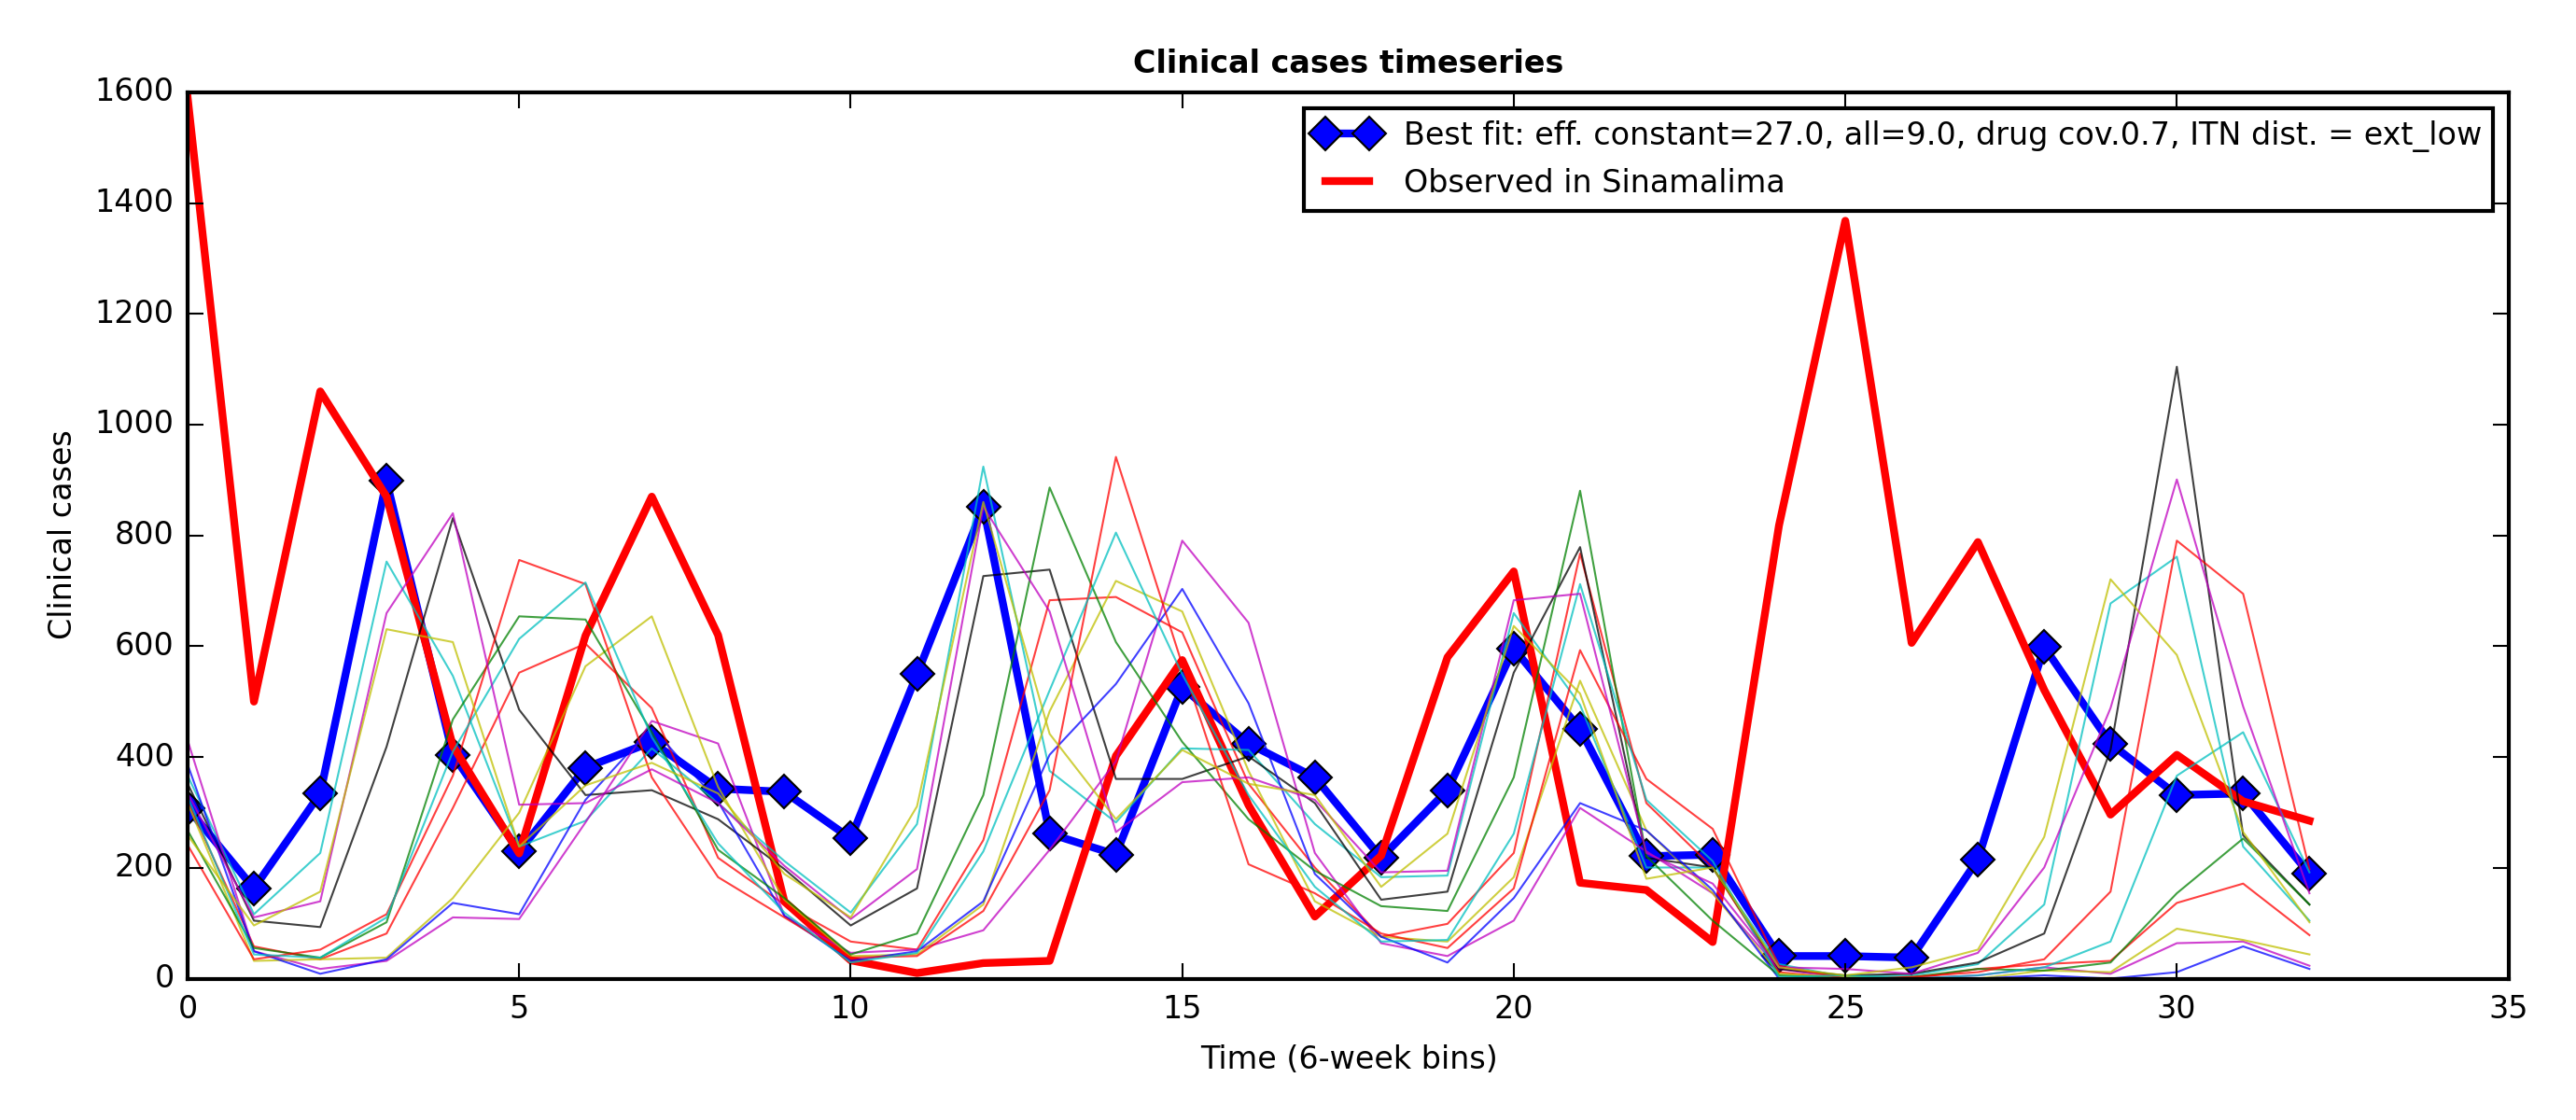 Clinical cases timeseries
1600
1400
1200
1000
800
600
400
200
0
Clinical cases
Best fit: eff. constant=27.0, all=9.0, drug cov.0.7, ITN dist. = ext_low
Observed in Sinamalima
0 5 10 15 20 25 30 35
Time (6-week bins)